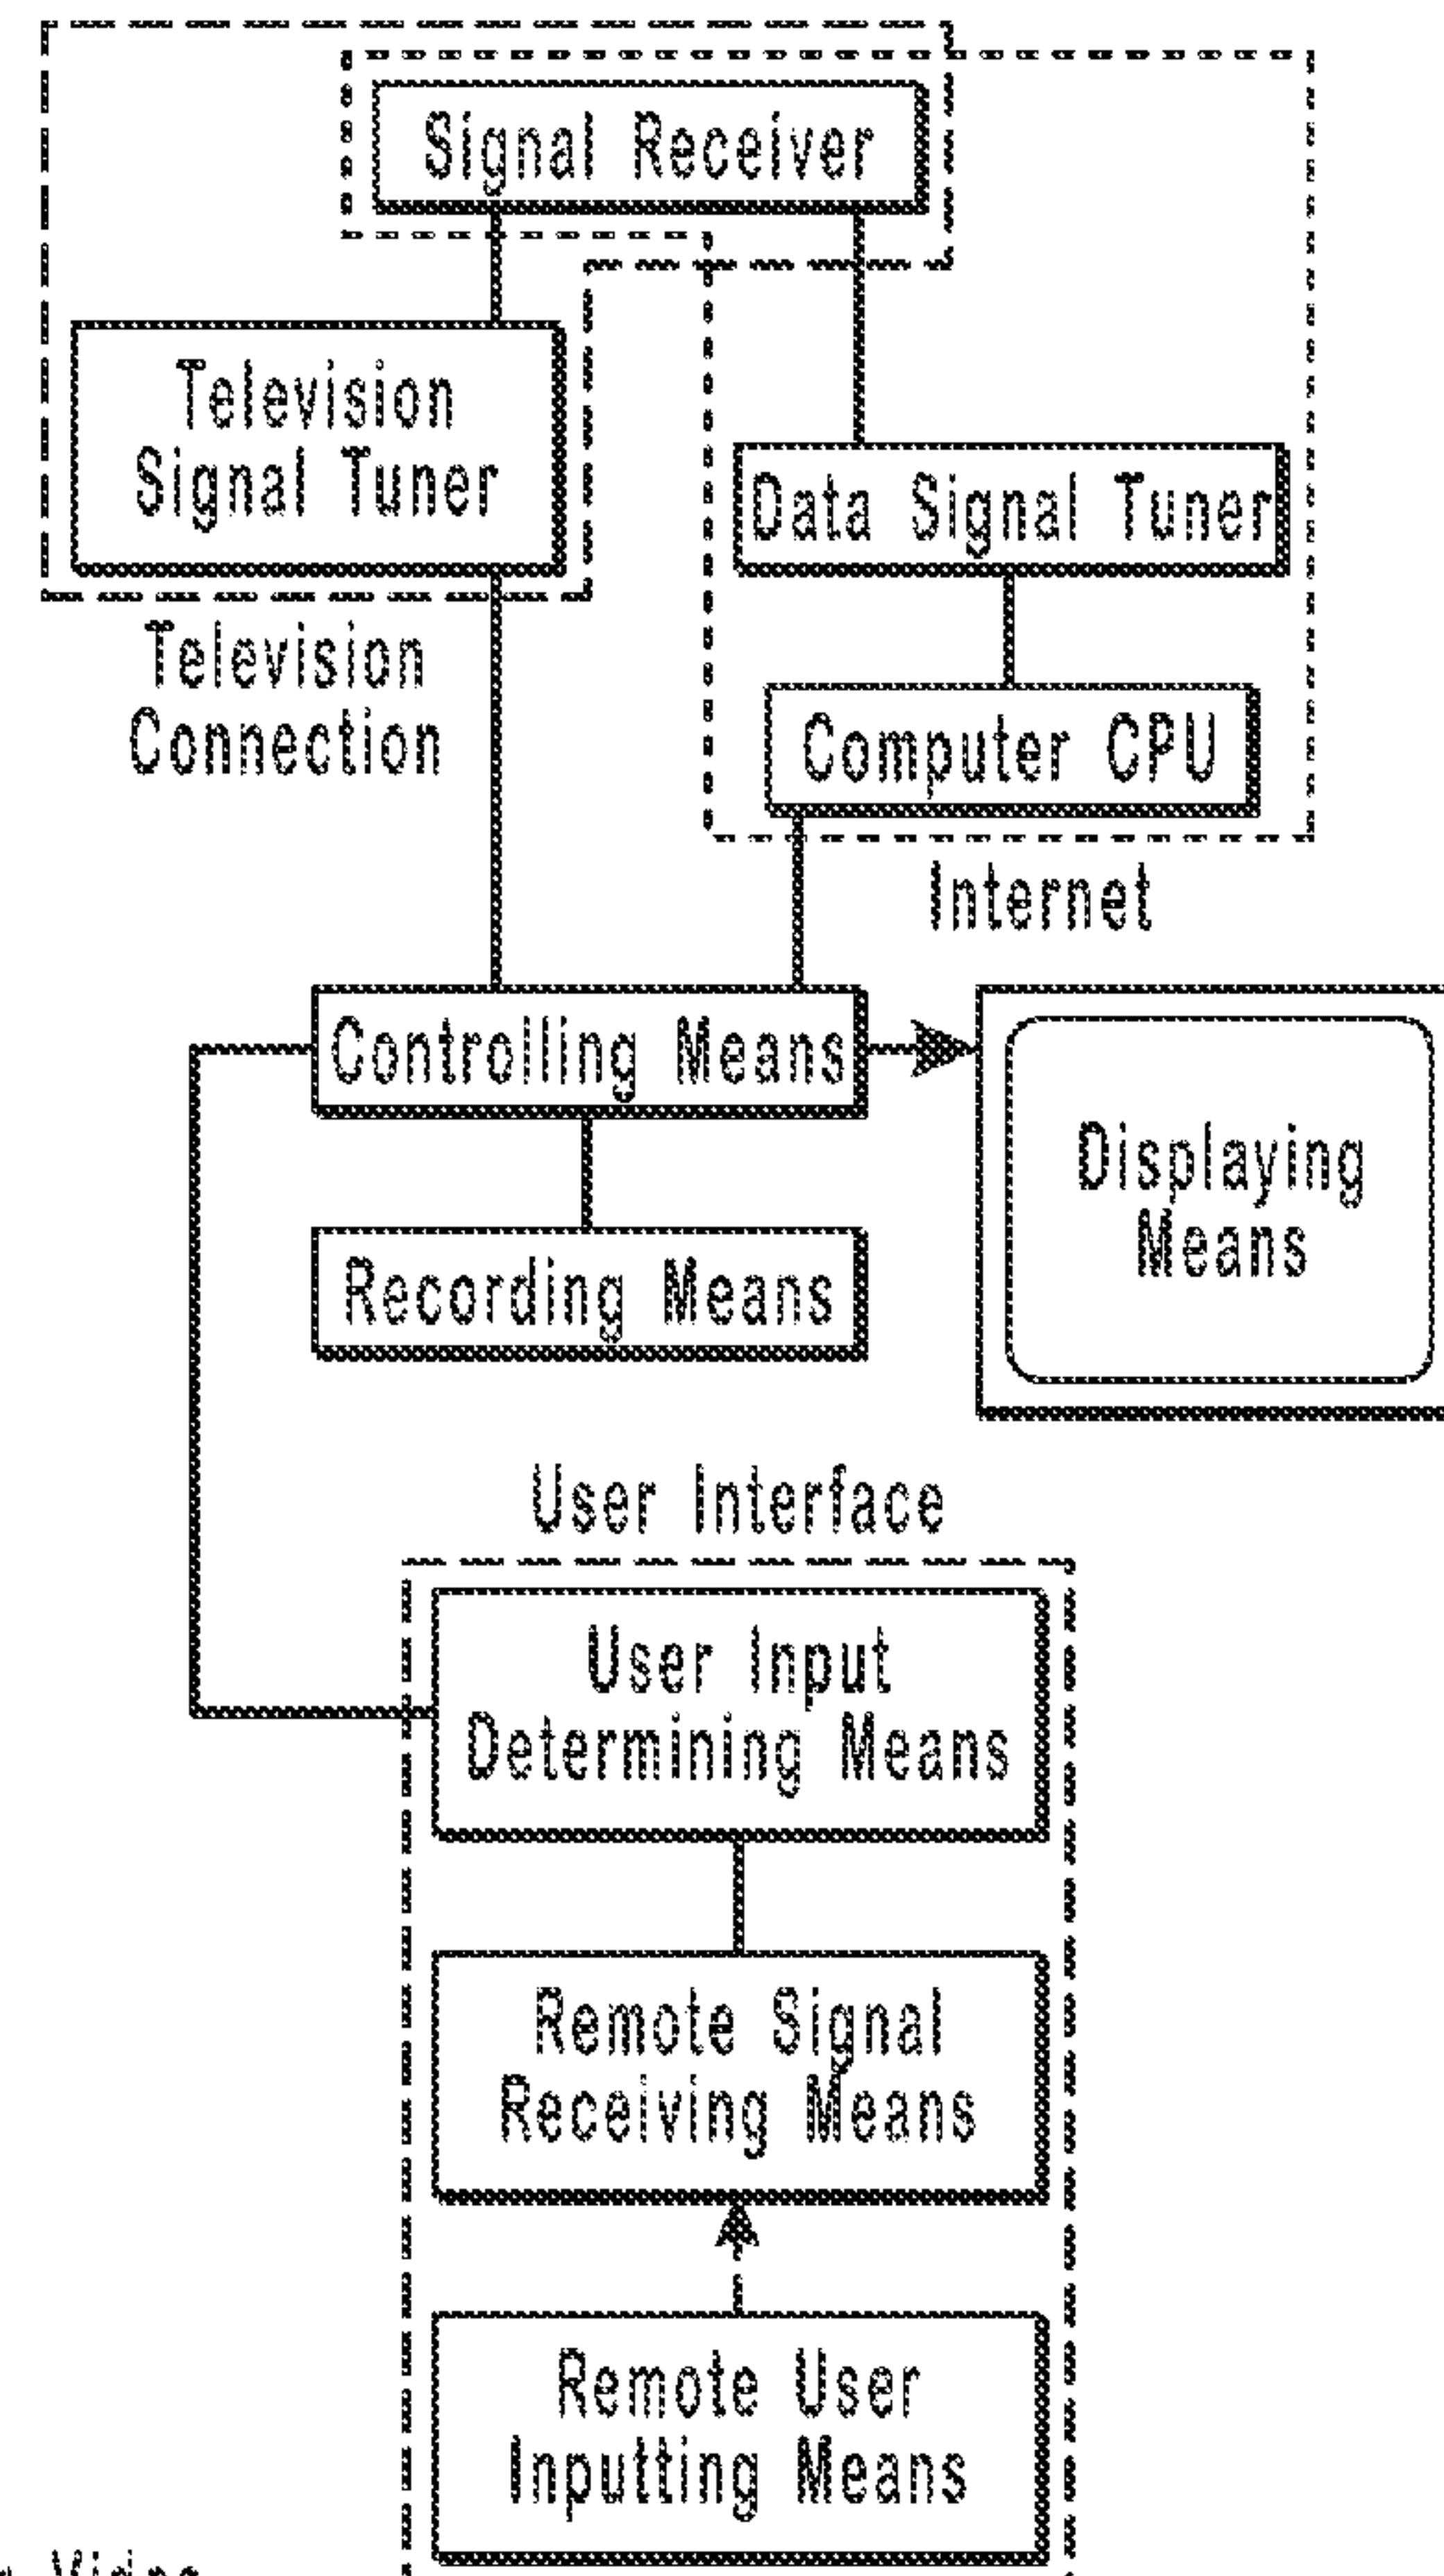 Signal Receiver
Television
Signal Tuner
Data Signal Tuner
Television
Connection
Computer CPU
Internet
Controlling Means
Displaying
Means
Recording Means
User Interface
User Input
Determining Means
Remote Signal
Receiving Means
Remote User
Inputting Means